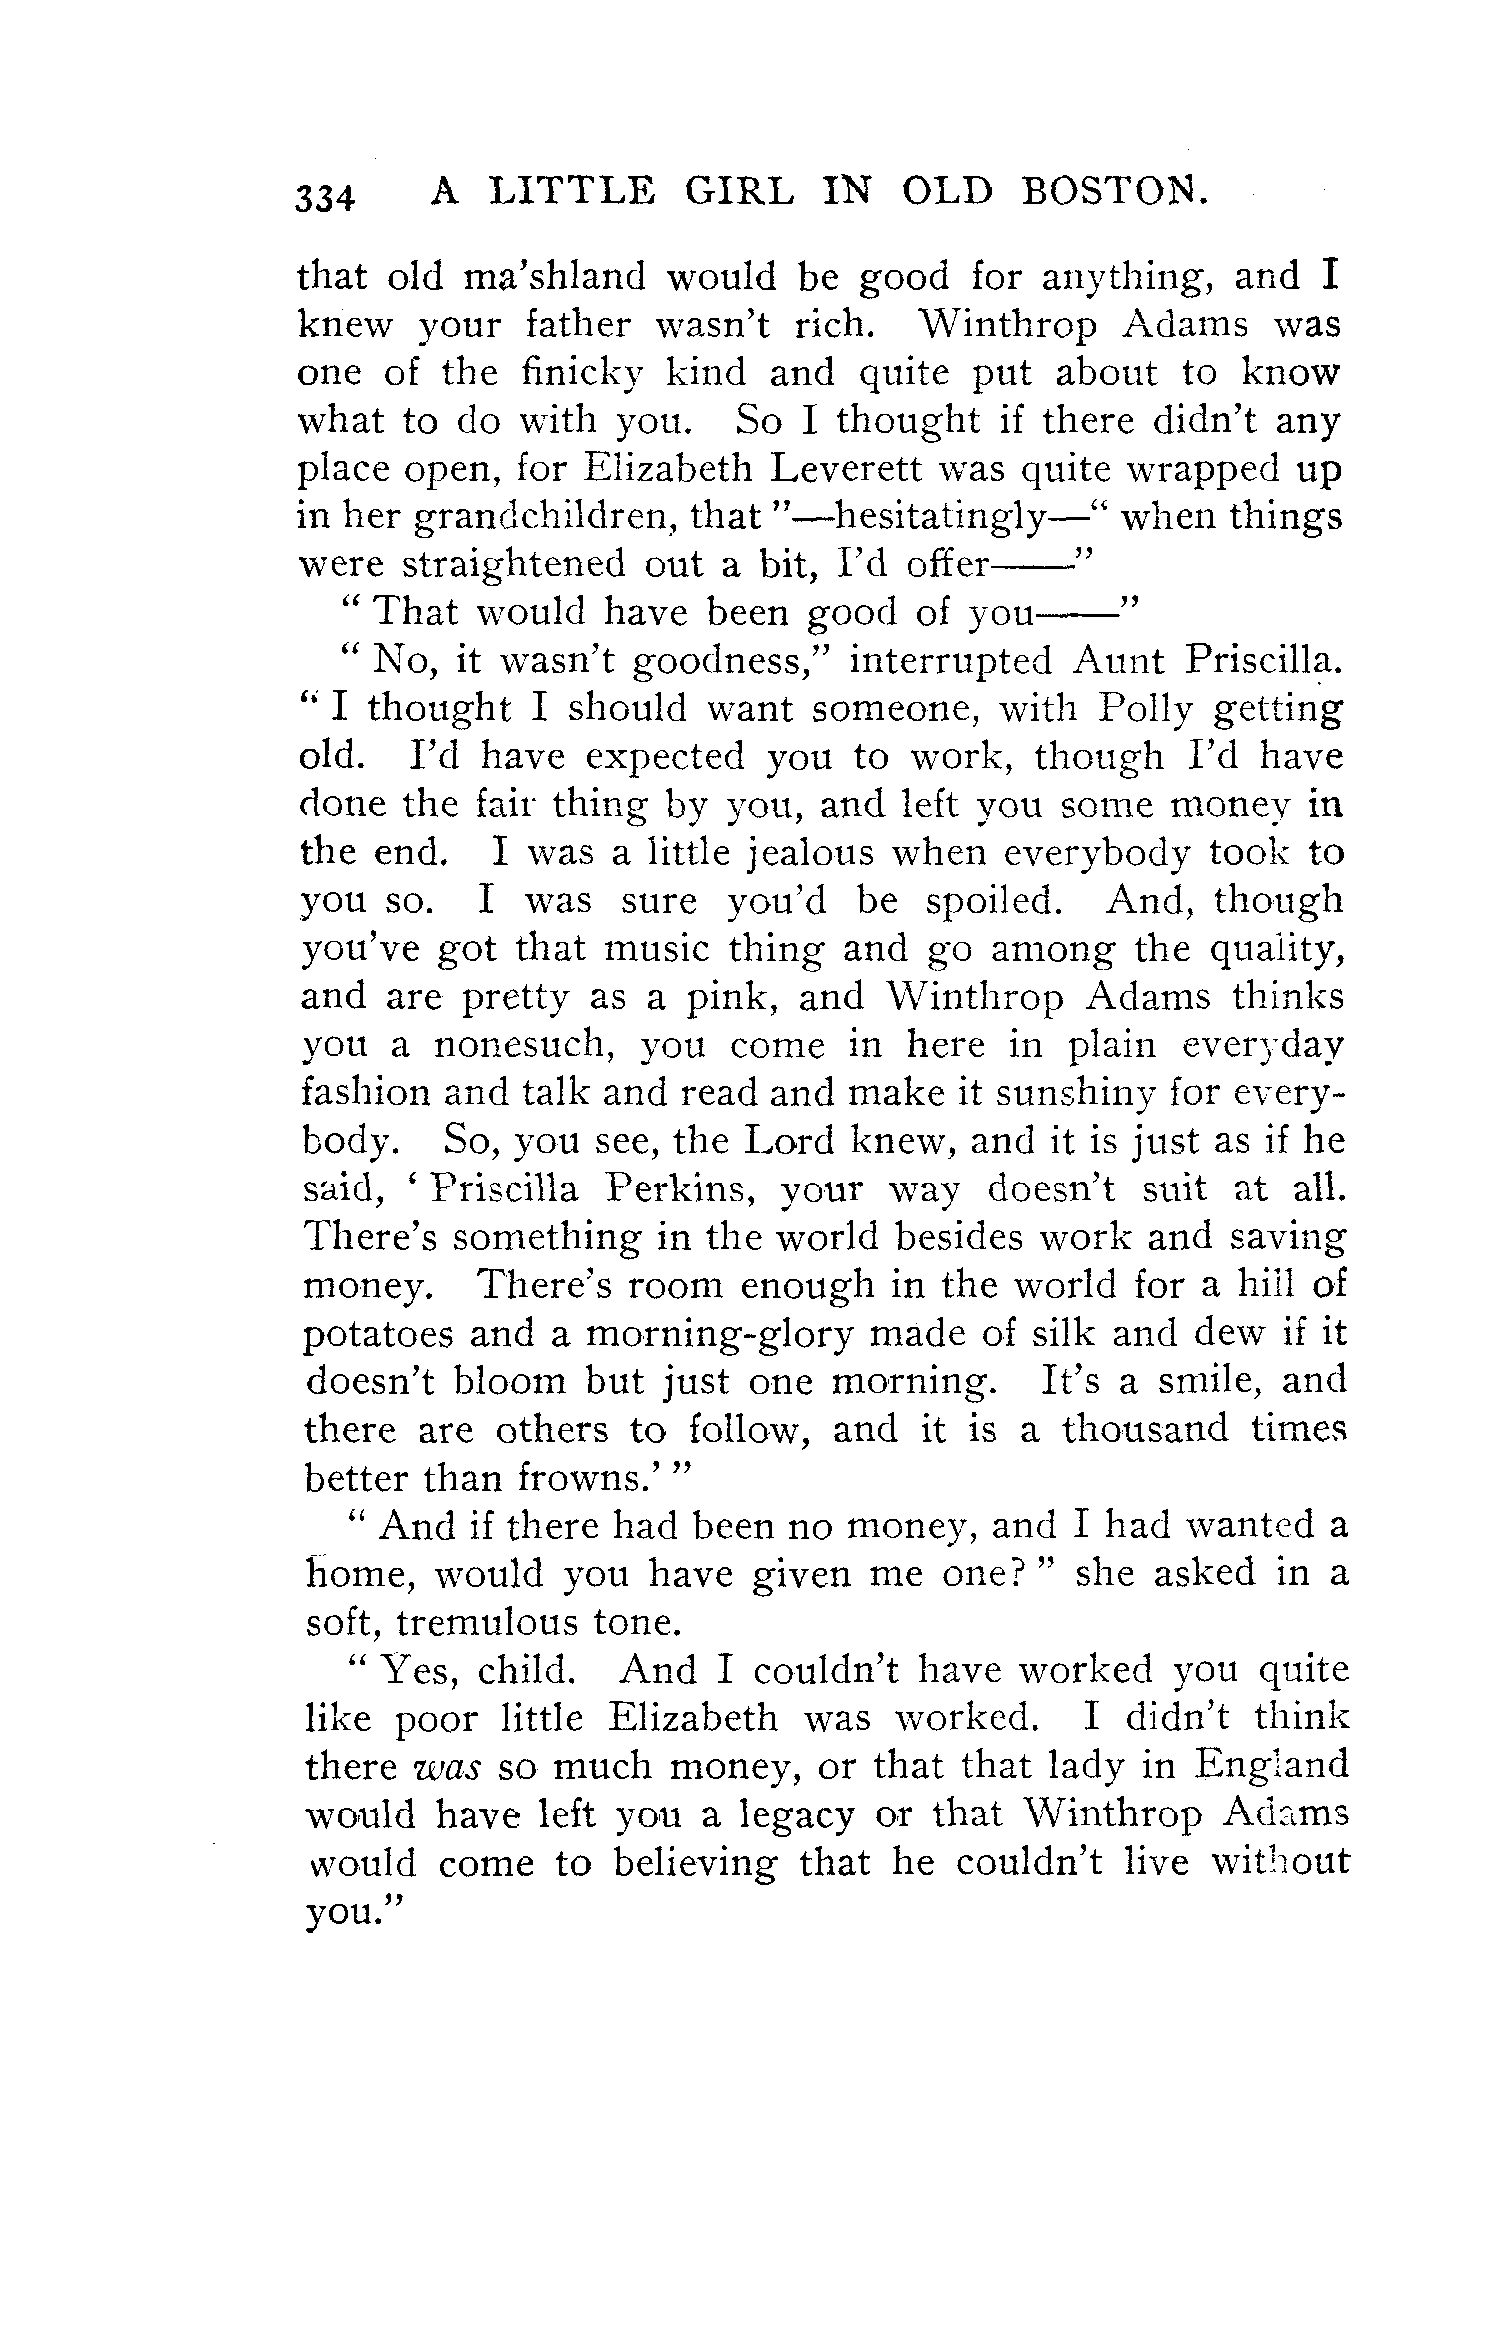 334 A LITTLE GIRL IN OLD BOSTON.
that old ma'shland would be good for anything, and I
knew your father wasn't rich. Winthrop Adams was
one of the finicky kind and quite put about to know
what to do with you. So I thought if there didn't any
place open, for Elizabeth Leverett was quite wrapped up
in her grandchildren, that "—hesitatingly—" when things
were straightened out a bit, I'd offer——"
" That would have been good of you——"
" No, it wasn't goodness," interrupted Aunt Priscilla.
" I thought I should want someone, with Polly getting
old. I'd have expected you to work, though I'd have
done the fair thing by you, and left you some money in
the end. I was a little jealous when everybody took to
you so. I was sure you'd be spoiled. And, though
you've got that music thing and go among the quality,
and are pretty as a pink, and Winthrop Adams thinks
you a nonesuch, you come in here in plain everyday
fashion and talk and read and make it sunshiny for every-
body. So, you see, the Lord knew, and it is just as if he
said, ' Priscilla Perkins, your way doesn't suit at all.
There's something in the world besides work and saving
money. There's room enough in the world for a hill of
potatoes and a morning-glory made of silk and dew if it
doesn't bloom but just one morning. It's a smile, and
there are others to follow, and it is a thousand times
better than frowns.' "
" And if there had been no money, and I had wanted a
home, would you have given me one? " she asked in a
soft, tremulous tone.
" Yes, child. And I couldn't have worked you quite
like poor little Elizabeth was worked. I didn't think
there was so much money, or that that lady in England
would have left you a legacy or that Winthrop Adams
would come to believing that he couldn't live without
you."